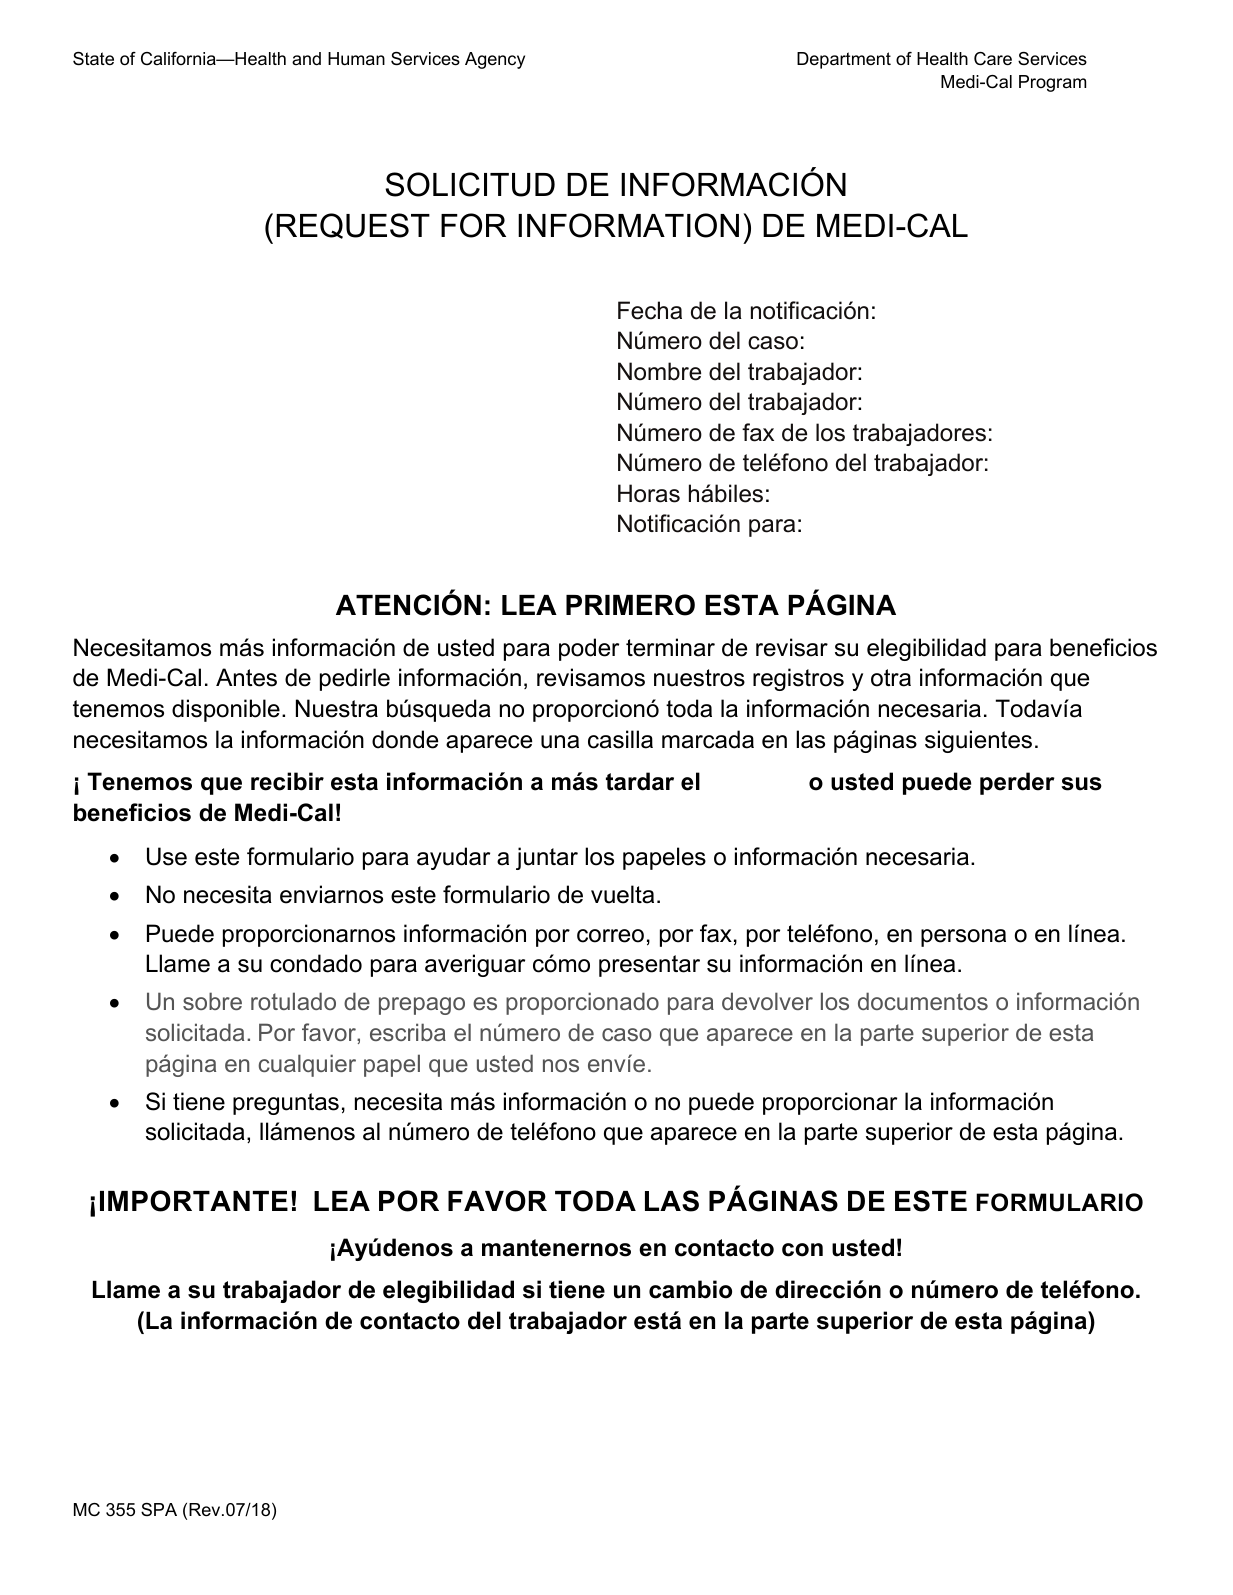 State of California—Health and Human Services Agency
Department of Health Care Services
Medi-Cal Program
SOLICITUD DE INFORMACIÓN
(REQUEST FOR INFORMATION) DE MEDI-CAL
Fecha de la notificación:
Número del caso:
Nombre del trabajador:
Número del trabajador:
Número de fax de los trabajadores:
Número de teléfono del trabajador:
Horas hábiles:
Notificación para:
ATENCIÓN: LEA PRIMERO ESTA PÁGINA
Necesitamos más información de usted para poder terminar de revisar su elegibilidad para beneficios
de Medi-Cal. Antes de pedirle información, revisamos nuestros registros y otra información que
tenemos disponible. Nuestra búsqueda no proporcionó toda la información necesaria. Todavía
necesitamos la información donde aparece una casilla marcada en las páginas siguientes.
¡ Tenemos que recibir esta información a más tardar el o usted puede perder sus
beneficios de Medi-Cal!
• Use este formulario para ayudar a juntar los papeles o información necesaria.
• No necesita enviarnos este formulario de vuelta.
• Puede proporcionarnos información por correo, por fax, por teléfono, en persona o en línea.
Llame a su condado para averiguar cómo presentar su información en línea.
• Un sobre rotulado de prepago es proporcionado para devolver los documentos o información
solicitada. Por favor, escriba el número de caso que aparece en la parte superior de esta
página en cualquier papel que usted nos envíe.
• Si tiene preguntas, necesita más información o no puede proporcionar la información
solicitada, llámenos al número de teléfono que aparece en la parte superior de esta página.
¡IMPORTANTE! LEA POR FAVOR TODA LAS PÁGINAS DE ESTE FORMULARIO
¡Ayúdenos a mantenernos en contacto con usted!
Llame a su trabajador de elegibilidad si tiene un cambio de dirección o número de teléfono.
(La información de contacto del trabajador está en la parte superior de esta página)
MC 355 SPA (Rev.07/18)